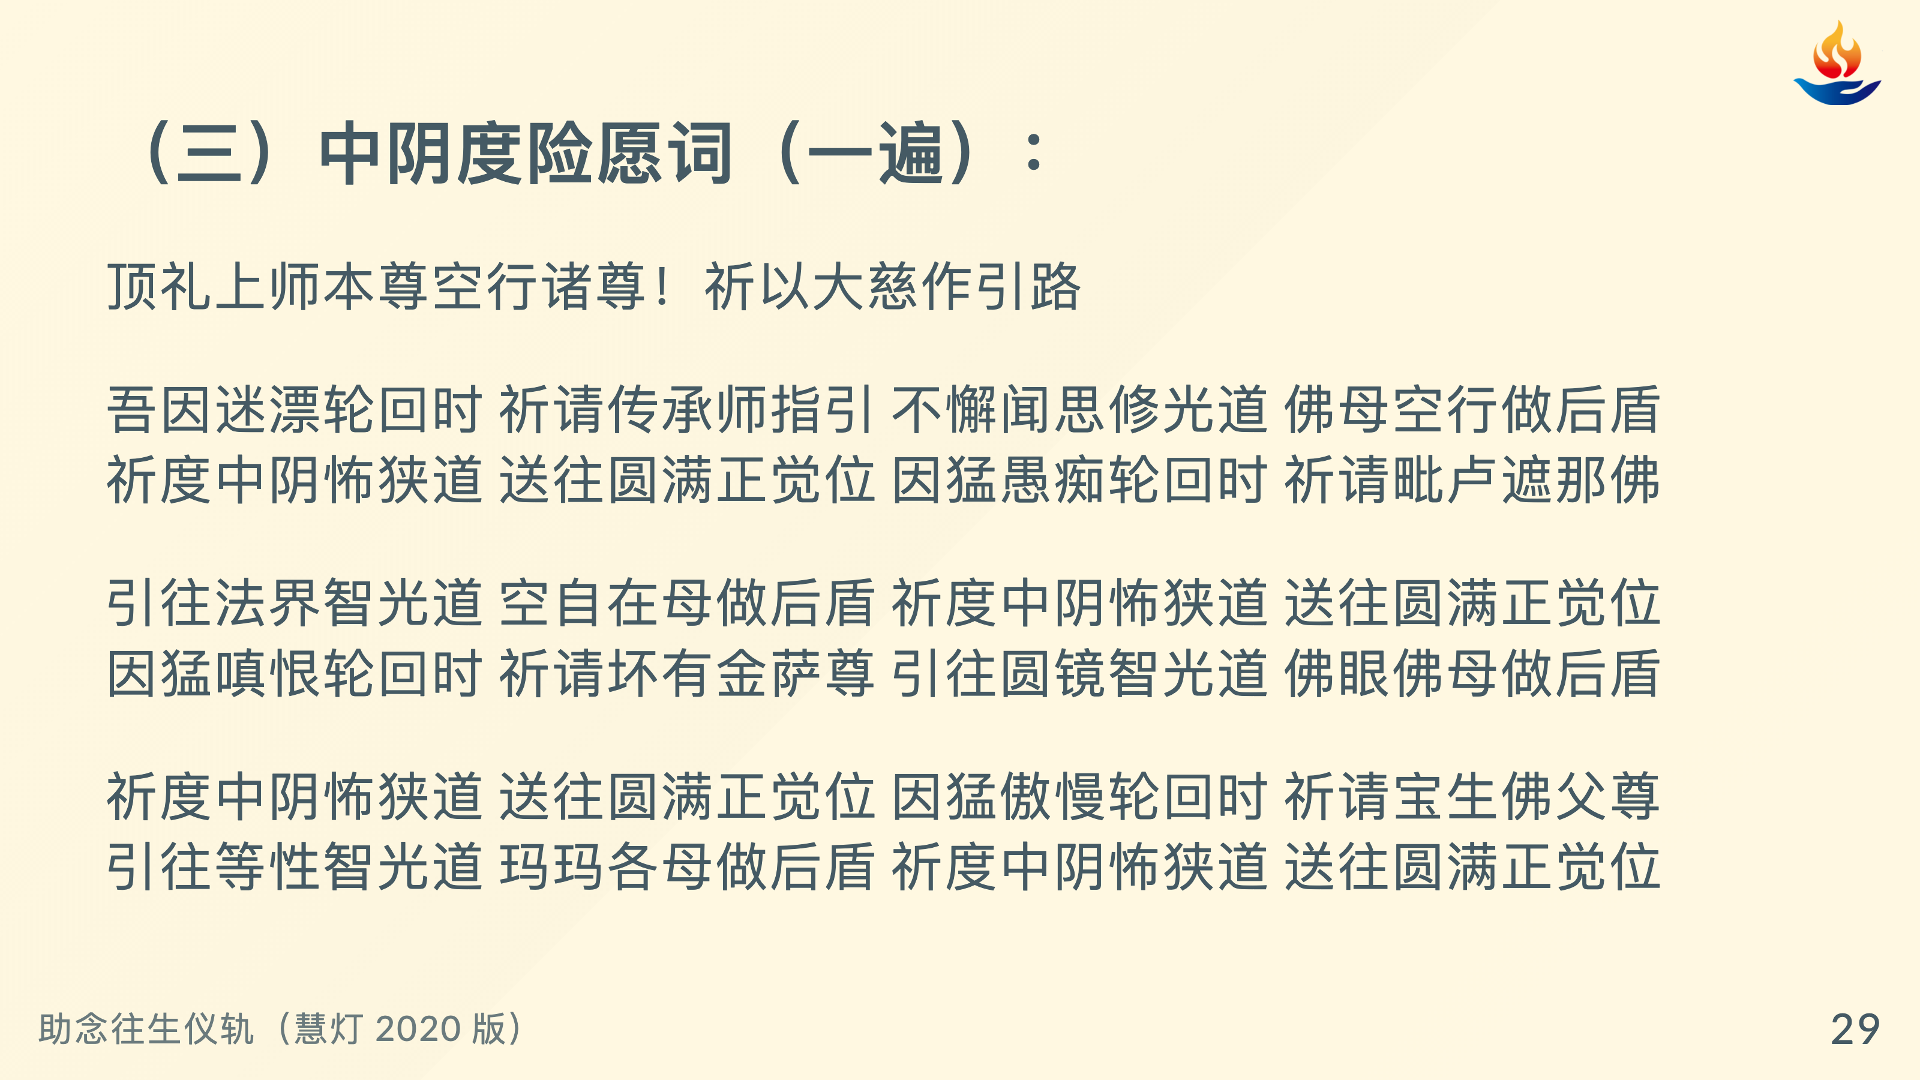 （三）中阴度险愿词（一遍）：
顶礼上师本尊空行诸尊！祈以大慈作引路
吾因迷漂轮回时 祈请传承师指引 不懈闻思修光道 佛母空行做后盾
祈度中阴怖狭道 送往圆满正觉位 因猛愚痴轮回时 祈请毗卢遮那佛
引往法界智光道 空自在母做后盾 祈度中阴怖狭道 送往圆满正觉位
因猛嗔恨轮回时 祈请坏有金萨尊 引往圆镜智光道 佛眼佛母做后盾
祈度中阴怖狭道 送往圆满正觉位 因猛傲慢轮回时 祈请宝生佛父尊
引往等性智光道 玛玛各母做后盾 祈度中阴怖狭道 送往圆满正觉位
助念往生仪轨（慧灯 2020 版）
29